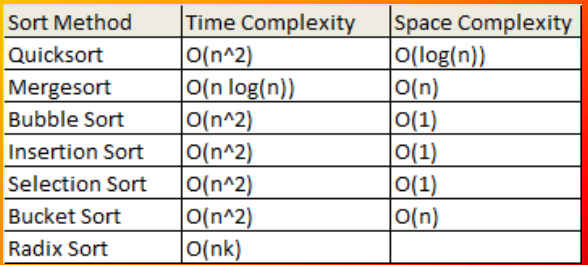 Sort Method Time Complexity Space Complexity
Quicksort O(n^2) O(log(n))
Mergesort O(n log(n)) O(n)
Bubble Sort O(n^2) O(1)
Insertion Sort O(n^2) O(1)
Selection Sort O(n^2) O(1)
Bucket Sort O(n^2) O(n)
Radix Sort O(nk)